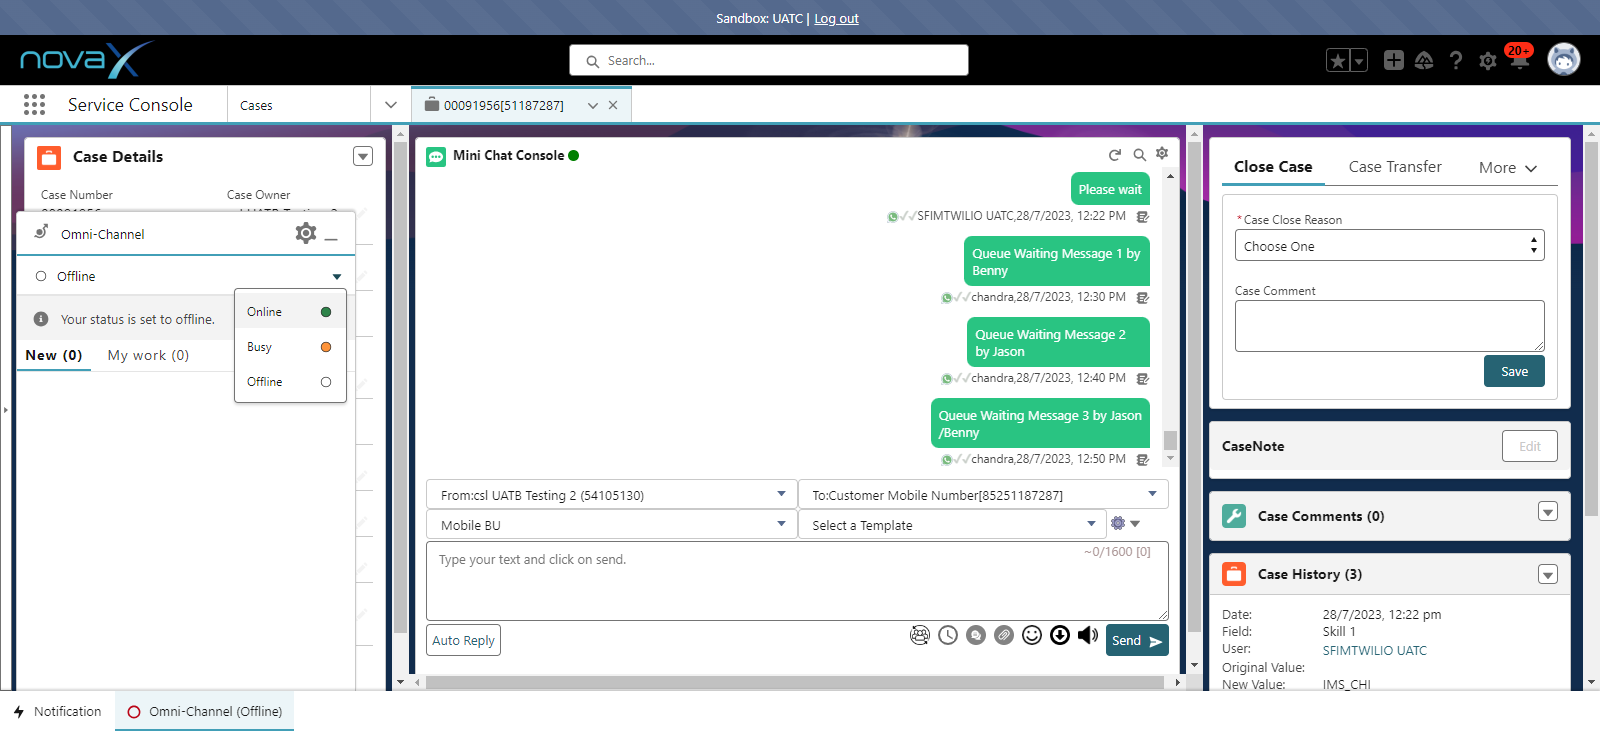 Sandbox: UATC | Log out
novaX
Search...
20+
Service Console
Cases
00091956[51187287]
Case Details
Case Number
Case Owner
Omni-Channel
Offline
Online
Busy
Offline
Your status is set to offline.
New (0)
My work (0)
Mini Chat Console
Please wait
SFIMTWILIO UATC,28/7/2023, 12:22 PM
Queue Waiting Message 1 by
Benny
chandra,28/7/2023, 12:30 PM
Queue Waiting Message 2
by Jason
chandra,28/7/2023, 12:40 PM
Queue Waiting Message 3 by Jason
/Benny
chandra,28/7/2023, 12:50 PM
From:csl UATB Testing 2 (54105130)
To:Customer Mobile Number[85251187287]
Mobile BU
Select a Template
Type your text and click on send.
~0/1600 [0]
Auto Reply
Send
Close Case
Case Transfer
More
*Case Close Reason
Choose One
Case Comment
Save
CaseNote
Edit
Case Comments (0)
Case History (3)
Date: 28/7/2023, 12:22 pm
Field: Skill 1
User: SFIMTWILIO UATC
Original Value:
New Value: IMS_CHI
Notification
Omni-Channel (Offline)